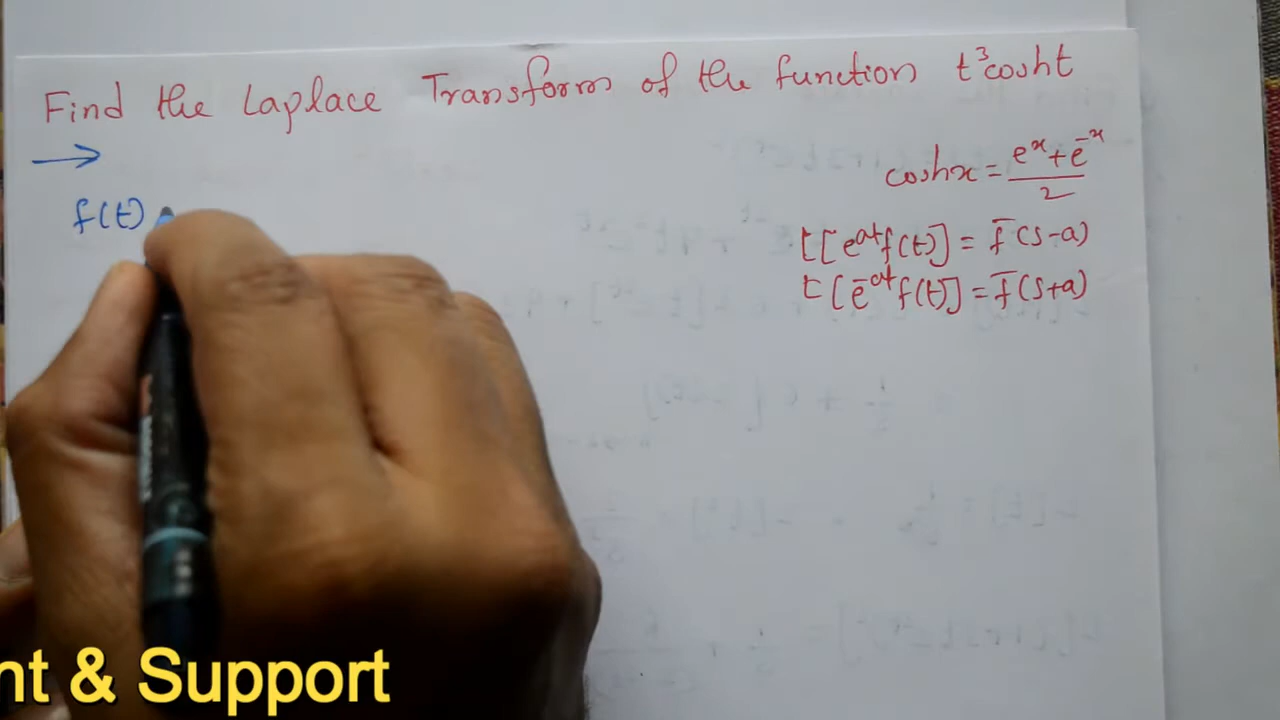 Find the Laplace Transform of the function t³cosht
→
f(t)
coshx = eˣ + e⁻ˣ / 2
L[eᵃᵗf(t)] = f̄(s-a)
L[e⁻ᵃᵗf(t)] = f̄(s+a)
nt & Support